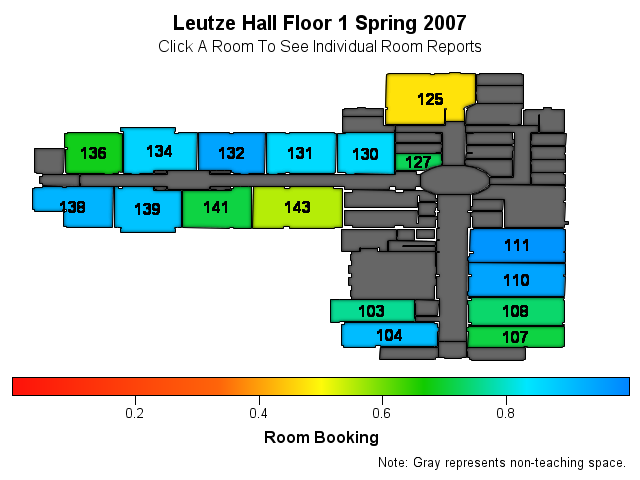 Leutze Hall Floor 1 Spring 2007
Click A Room To See Individual Room Reports
125
136 134 132 131 130 127
138 139 141 143
111
110
103 108
104 107
0.2 0.4 0.6 0.8
Room Booking
Note: Gray represents non-teaching space.